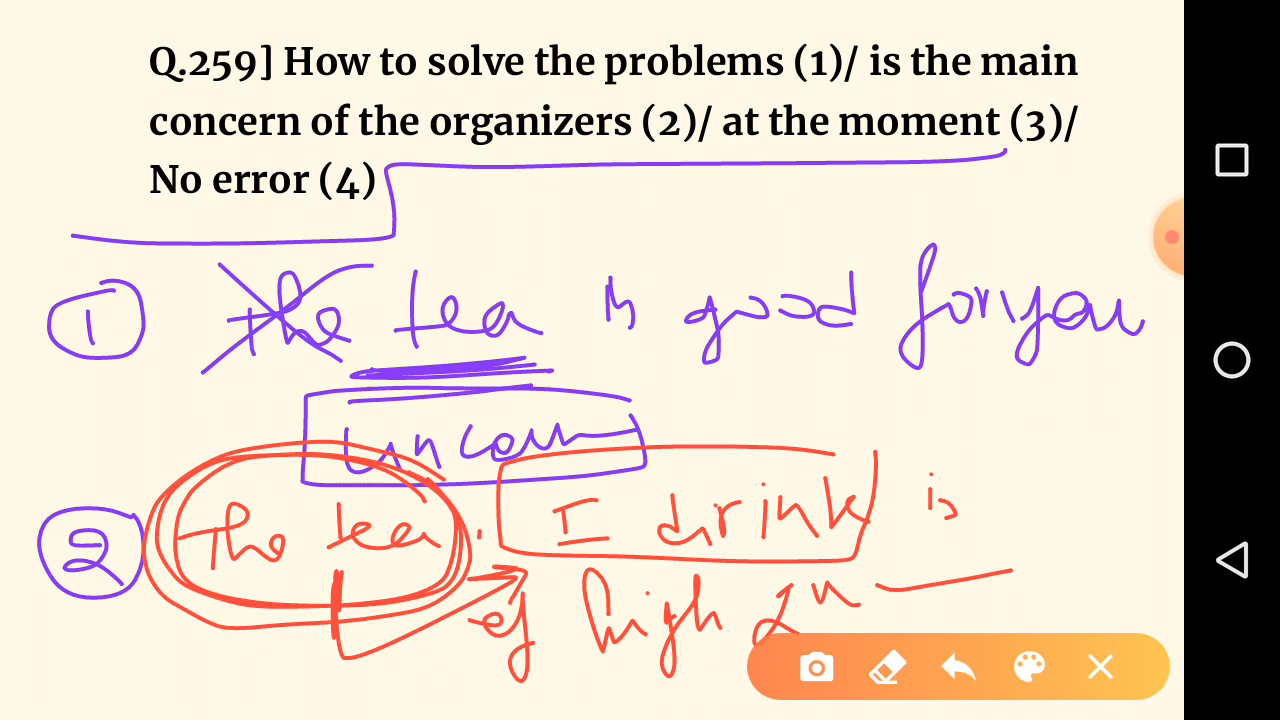 Q.259] How to solve the problems (1)/ is the main
concern of the organizers (2)/ at the moment (3)/
No error (4)
1 The tea is good for you
uncoun
2 The tea I drink is
of high